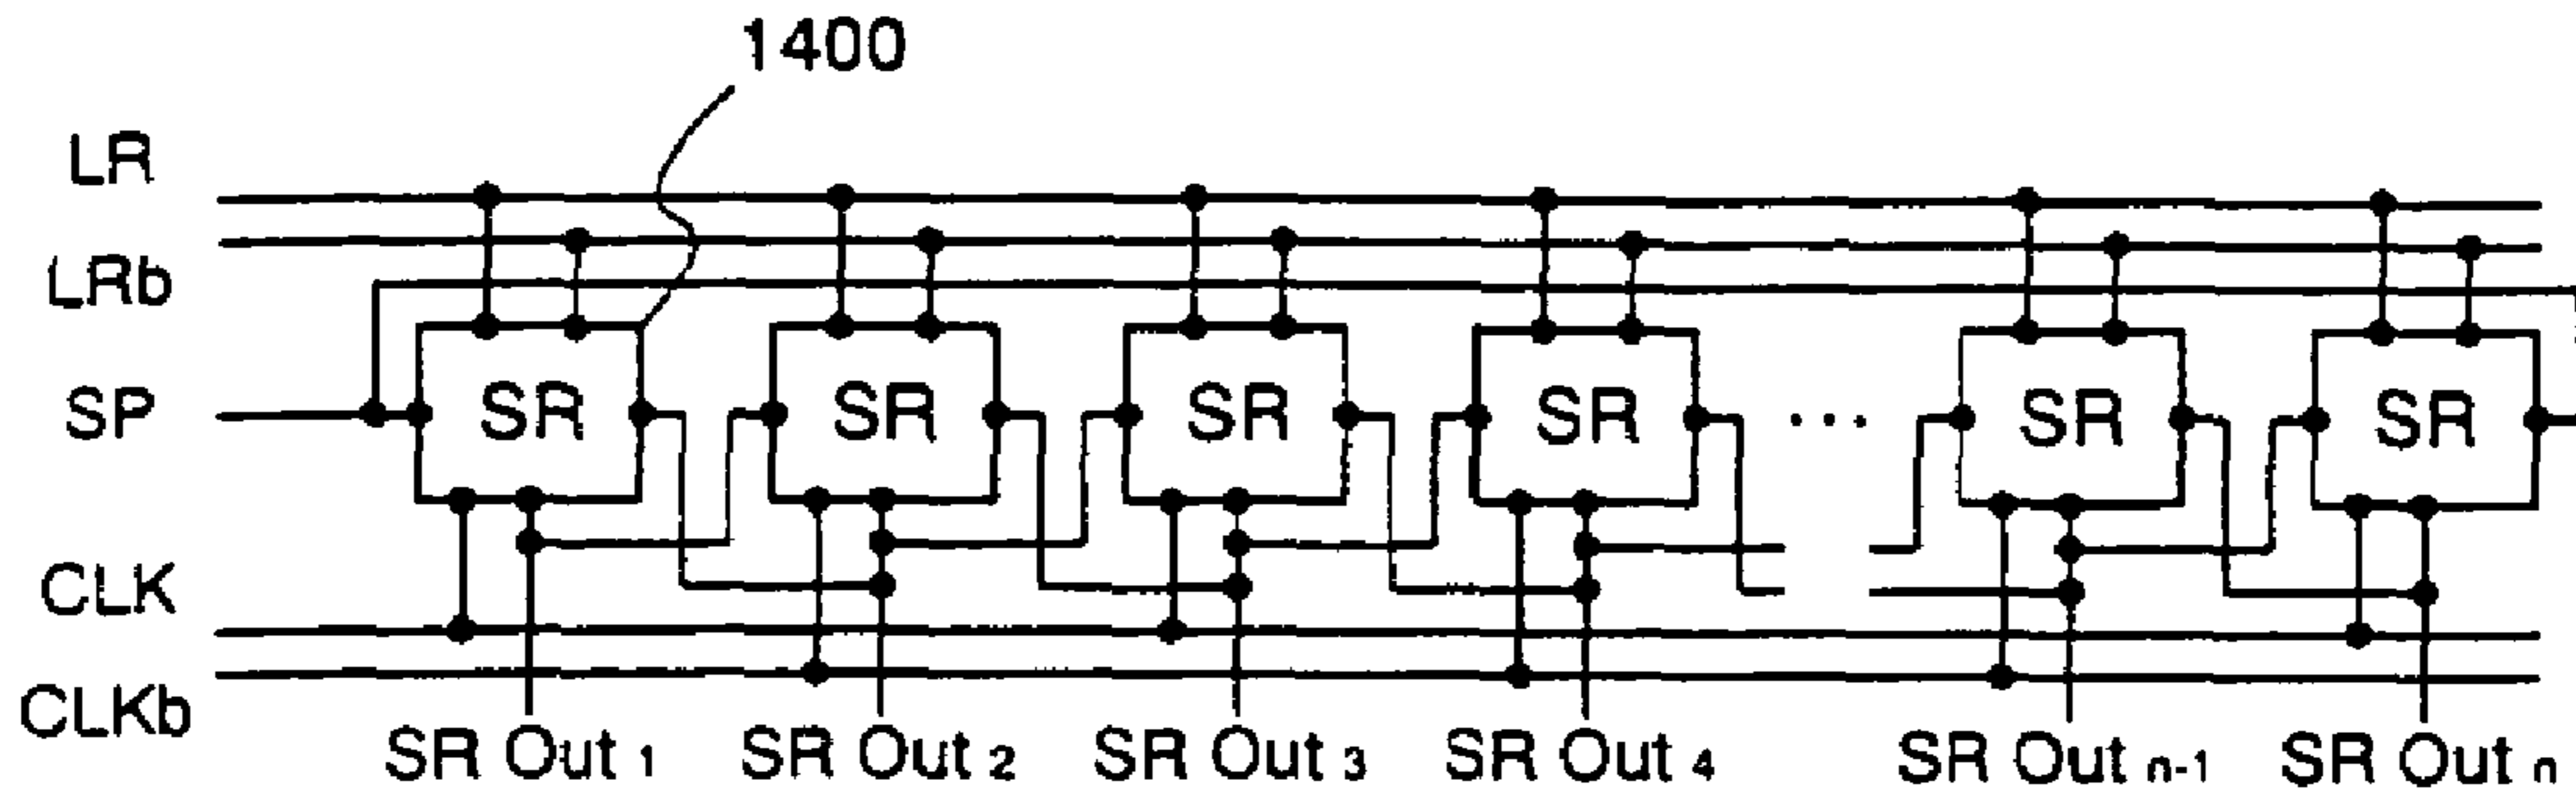 1400
LR
LRb
SP
SR SR SR SR ... SR SR
CLK
CLKb
SR Out 1 SR Out 2 SR Out 3 SR Out 4 SR Out n-1 SR Out n